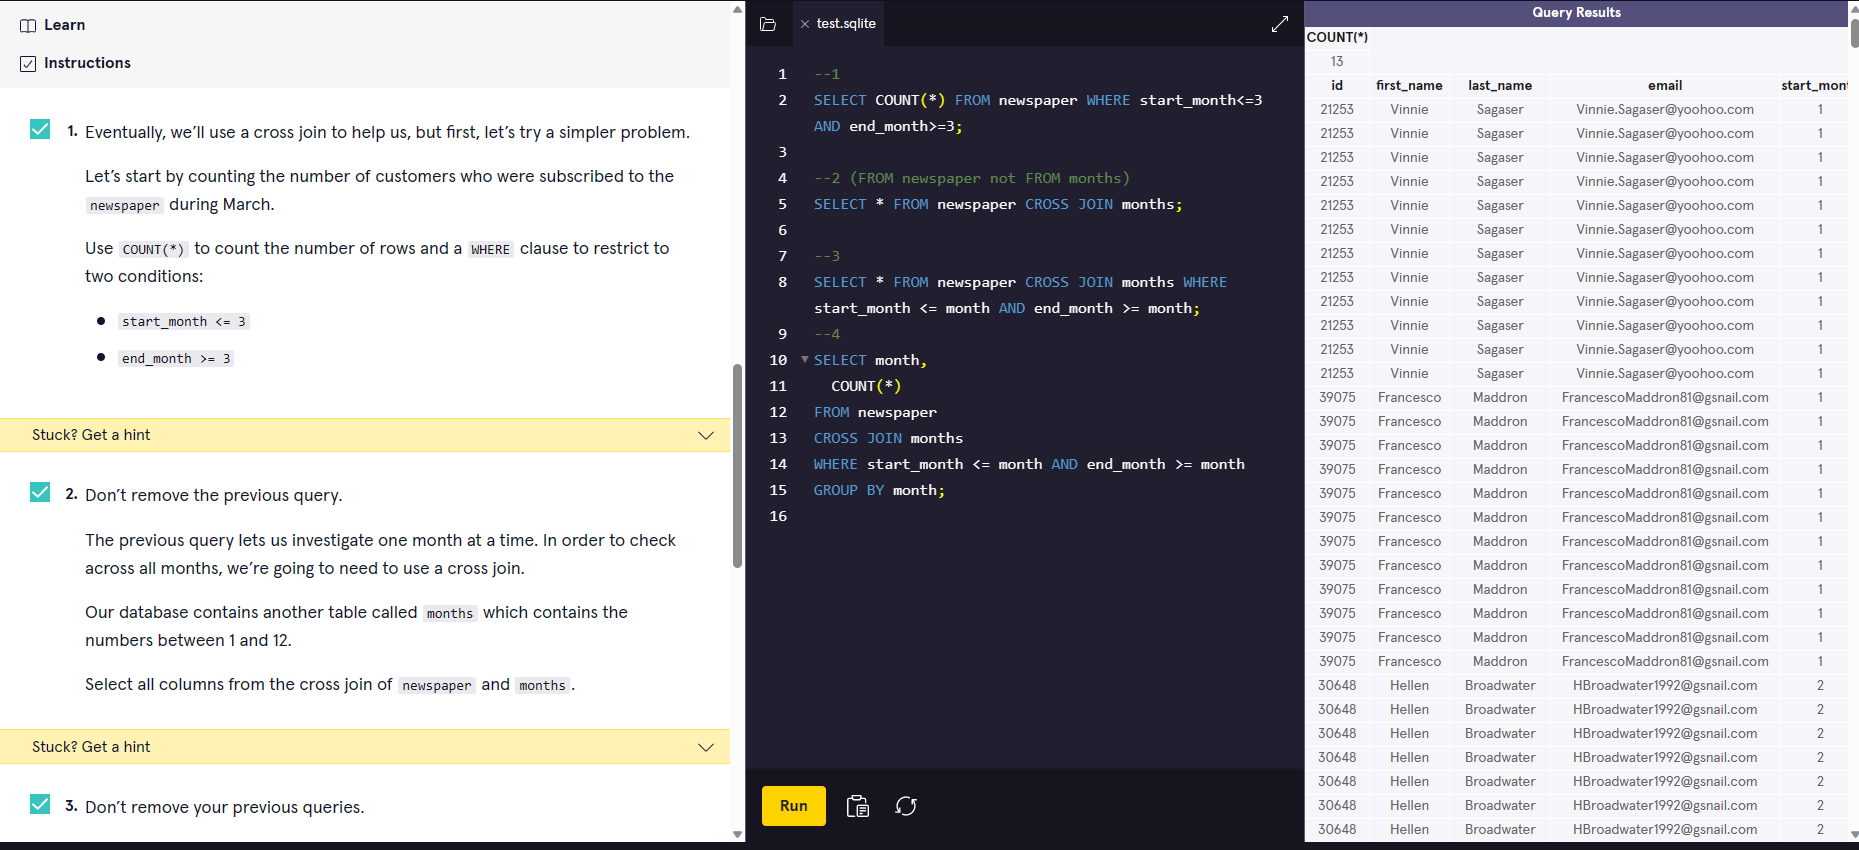 Learn
Instructions
1. Eventually, we'll use a cross join to help us, but first, let's try a simpler problem.
Let's start by counting the number of customers who were subscribed to the
newspaper during March.
Use COUNT(*) to count the number of rows and a WHERE clause to restrict to
two conditions:
• start_month <= 3
• end_month >= 3
Stuck? Get a hint
2. Don't remove the previous query.
The previous query lets us investigate one month at a time. In order to check
across all months, we're going to need to use a cross join.
Our database contains another table called months which contains the
numbers between 1 and 12.
Select all columns from the cross join of newspaper and months.
Stuck? Get a hint
3. Don't remove your previous queries.
test.sqlite
1 --1
2 SELECT COUNT(*) FROM newspaper WHERE start_month<=3
AND end_month>=3;
3
4 --2 (FROM newspaper not FROM months)
5 SELECT * FROM newspaper CROSS JOIN months;
6
7 --3
8 SELECT * FROM newspaper CROSS JOIN months WHERE
start_month <= month AND end_month >= month;
9 --4
10 SELECT month,
11 COUNT(*)
12 FROM newspaper
13 CROSS JOIN months
14 WHERE start_month <= month AND end_month >= month
15 GROUP BY month;
16
Run
Query Results
COUNT(*)
13
id first_name last_name email start_mon
21253 Vinnie Sagaser Vinnie.Sagaser@yoohoo.com 1
21253 Vinnie Sagaser Vinnie.Sagaser@yoohoo.com 1
21253 Vinnie Sagaser Vinnie.Sagaser@yoohoo.com 1
21253 Vinnie Sagaser Vinnie.Sagaser@yoohoo.com 1
21253 Vinnie Sagaser Vinnie.Sagaser@yoohoo.com 1
21253 Vinnie Sagaser Vinnie.Sagaser@yoohoo.com 1
21253 Vinnie Sagaser Vinnie.Sagaser@yoohoo.com 1
21253 Vinnie Sagaser Vinnie.Sagaser@yoohoo.com 1
21253 Vinnie Sagaser Vinnie.Sagaser@yoohoo.com 1
21253 Vinnie Sagaser Vinnie.Sagaser@yoohoo.com 1
21253 Vinnie Sagaser Vinnie.Sagaser@yoohoo.com 1
21253 Vinnie Sagaser Vinnie.Sagaser@yoohoo.com 1
39075 Francesco Maddron FrancescoMaddron81@gsnail.com 1
39075 Francesco Maddron FrancescoMaddron81@gsnail.com 1
39075 Francesco Maddron FrancescoMaddron81@gsnail.com 1
39075 Francesco Maddron FrancescoMaddron81@gsnail.com 1
39075 Francesco Maddron FrancescoMaddron81@gsnail.com 1
39075 Francesco Maddron FrancescoMaddron81@gsnail.com 1
39075 Francesco Maddron FrancescoMaddron81@gsnail.com 1
39075 Francesco Maddron FrancescoMaddron81@gsnail.com 1
39075 Francesco Maddron FrancescoMaddron81@gsnail.com 1
39075 Francesco Maddron FrancescoMaddron81@gsnail.com 1
39075 Francesco Maddron FrancescoMaddron81@gsnail.com 1
39075 Francesco Maddron FrancescoMaddron81@gsnail.com 1
30648 Hellen Broadwater HBroadwater1992@gsnail.com 2
30648 Hellen Broadwater HBroadwater1992@gsnail.com 2
30648 Hellen Broadwater HBroadwater1992@gsnail.com 2
30648 Hellen Broadwater HBroadwater1992@gsnail.com 2
30648 Hellen Broadwater HBroadwater1992@gsnail.com 2
30648 Hellen Broadwater HBroadwater1992@gsnail.com 2
30648 Hellen Broadwater HBroadwater1992@gsnail.com 2